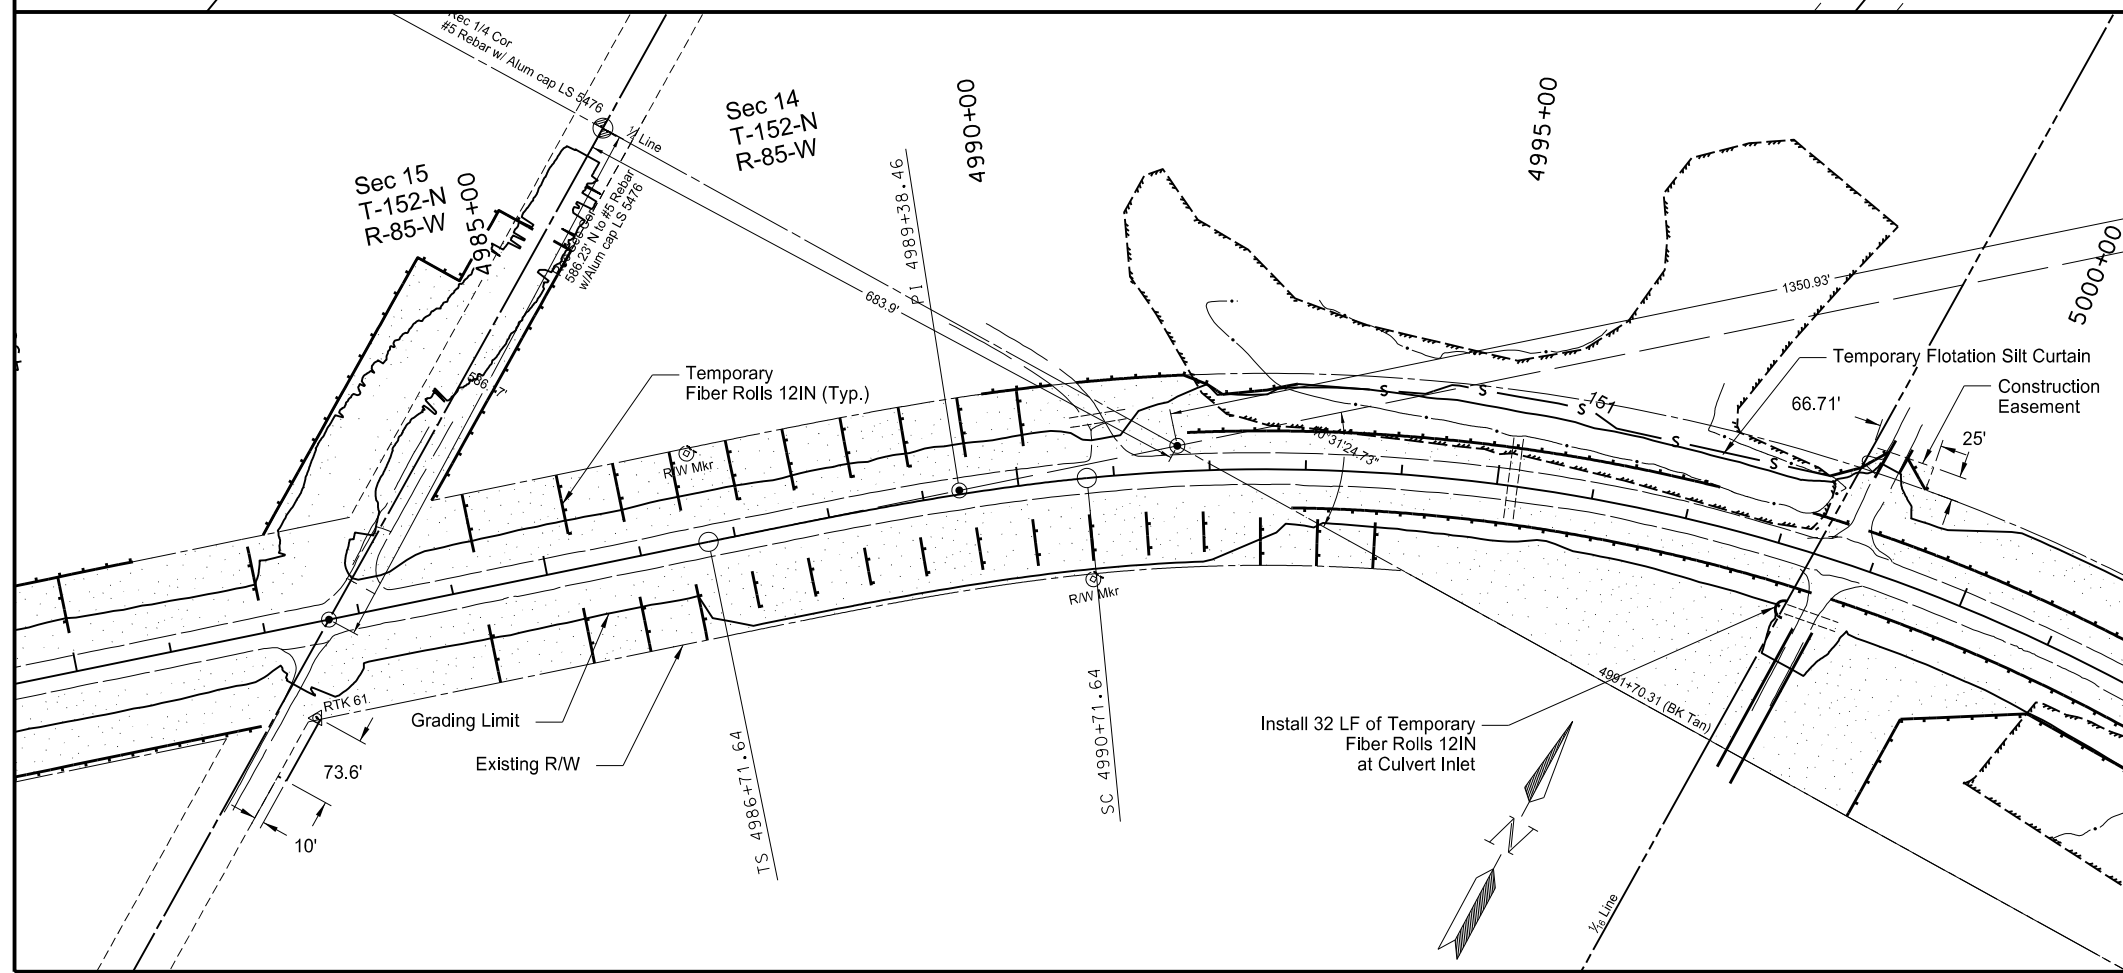 Rec 1/4 Cor
#5 Rebar w/ Alum cap LS 5476
1/4 Line
Sec 14
T-152-N
R-85-W
4990+00
4995+00
5000+00
Sec 15
T-152-N
R-85-W
4985+00
586.23' N to #5 Rebar
w/Alum cap LS 5476
683.9'
PI 4989+38.46
1350.93'
Temporary Flotation Silt Curtain
Construction
Easement
66.71'
25'
Temporary
Fiber Rolls 12IN (Typ.)
S
S
S
151
S
S
R/W Mkr
R/W Mkr
RTK 61
Grading Limit
Existing R/W
73.6'
10'
TS 4986+71.64
SC 4990+71.64
4991+70.31 (BK Tan)
Install 32 LF of Temporary
Fiber Rolls 12IN
at Culvert Inlet
N
1/16 Line